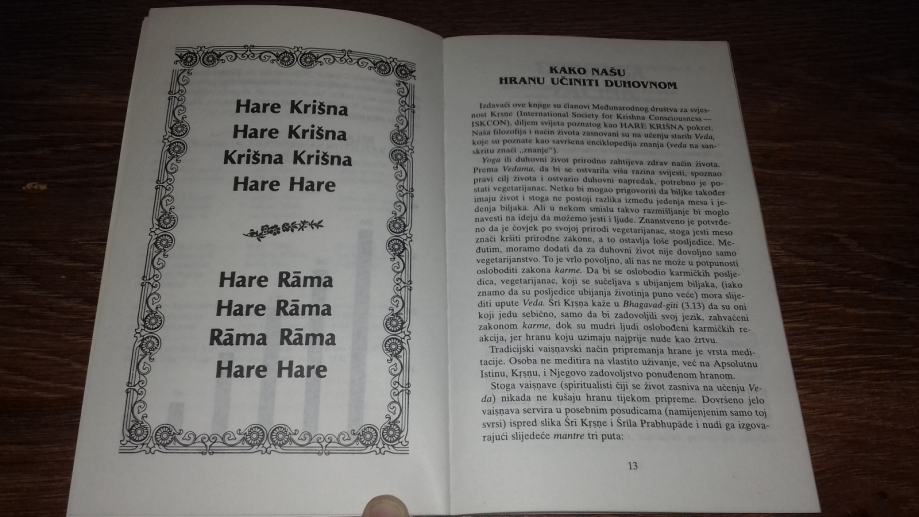 Hare Krišna
Hare Krišna
Krišna Krišna
Hare Hare
Hare Rāma
Hare Rāma
Rāma Rāma
Hare Hare
KAKO NAŠU
HRANU UČINITI DUHOVNOM
Izdavači ove knjige su članovi Međunarodnog društva za svjes-
nost Kṛṣṇe (International Society for Krishna Consciousness —
ISKCON), diljem svijeta poznatog kao HARE KRIŠNA pokret.
Naša filozofija i način života zasnovani su na učenju starih Veda,
koje su poznate kao savršena enciklopedija znanja (veda na san-
skritu znači „znanje").
Yoga ili duhovni život prirodno zahtijeva zdrav način života.
Prema Vedama, da bi se ostvarila viša razina svijesti, spoznao
pravi cilj života i ostvario duhovni napredak, potrebno je po-
stati vegetarijanac. Netko bi mogao prigovoriti da biljke također
imaju život i stoga ne postoji razlika između jedenja mesa i je-
đenja biljaka. Ali u nekom smislu takvo razmišljanje bi moglo
navesti na ideju da možemo jesti i ljude. Znanstveno je potvrđe-
no da je čovjek po svojoj prirodi vegetarijanac, stoga jesti meso
znači kršiti prirodne zakone, a to ostavlja loše posljedice. Me-
đutim, moramo dodati da za duhovni život nije dovoljno samo
vegetarijanstvo. To je vrlo povoljno, ali nas ne može u potpunosti
osloboditi zakona karme. Da bi se oslobodio karmičkih poslje-
dica, vegetarijanac, koji se sučeljava s ubijanjem biljaka, (iako
znamo da su posljedice ubijanja životinja puno veće) mora slije-
diti upute Veda. Śrī Kṛṣṇa kaže u Bhagavad-gīti (3.13) da su oni
koji jedu sebično, samo da bi zadovoljili svoj jezik, zahvaćeni
zakonom karme, dok su mudri ljudi oslobođeni karmičkih re-
akcija, jer hranu koju uzimaju najprije nude kao žrtvu.
Tradicijski vaiṣṇavski način pripremanja hrane je vrsta medi-
tacije. Osoba ne meditira na vlastito uživanje, već na Apsolutnu
Istinu, Kṛṣṇu, i Njegovo zadovoljstvo ponuđenom hranom.
Stoga vaiṣṇave (spiritualisti čiji se život zasniva na učenju Ve-
da) nikada ne kušaju hranu tijekom pripreme. Dovršeno jelo
vaiṣṇava servira u posebnim posudicama (namijenjenim samo toj
svrsi) ispred slika Śrī Kṛṣṇe i Śrīla Prabhupāde i nudi ga izgova-
rajući slijedeće mantre tri puta:
13